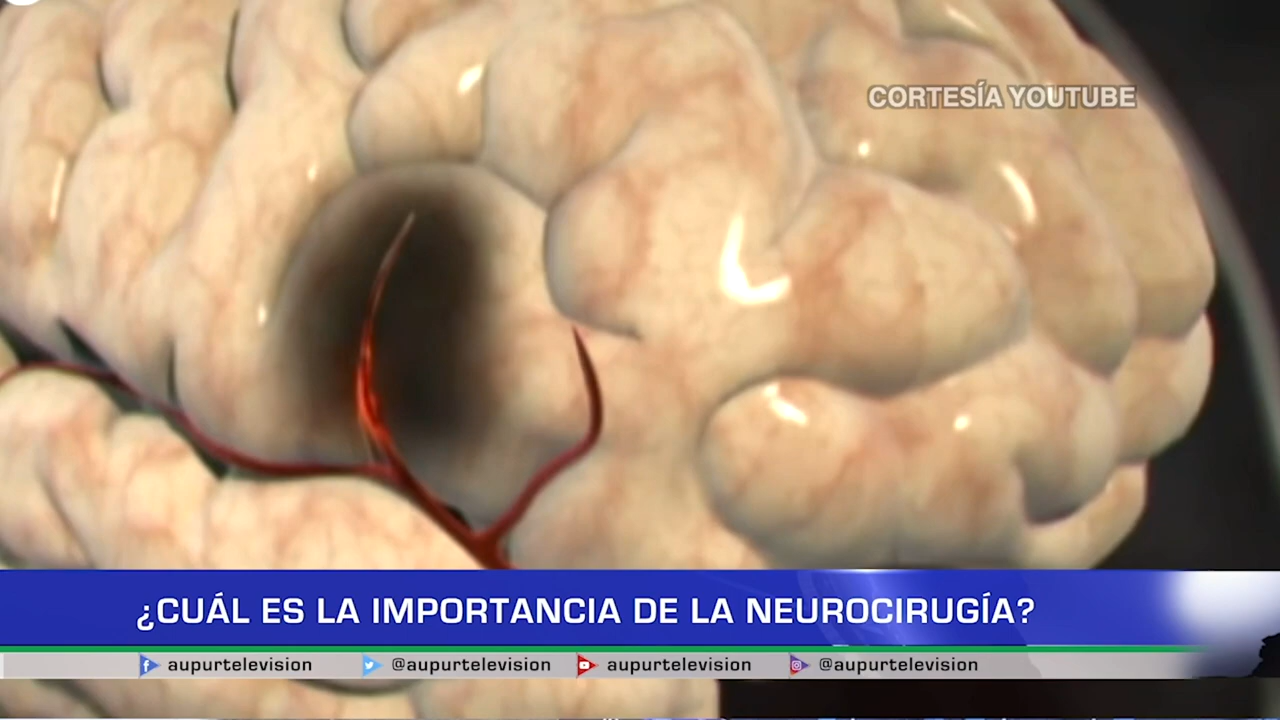 CORTESÍA YOUTUBE
¿CUÁL ES LA IMPORTANCIA DE LA NEUROCIRUGÍA?
aupurtelevision @aupurtelevision aupurtelevision @aupurtelevision